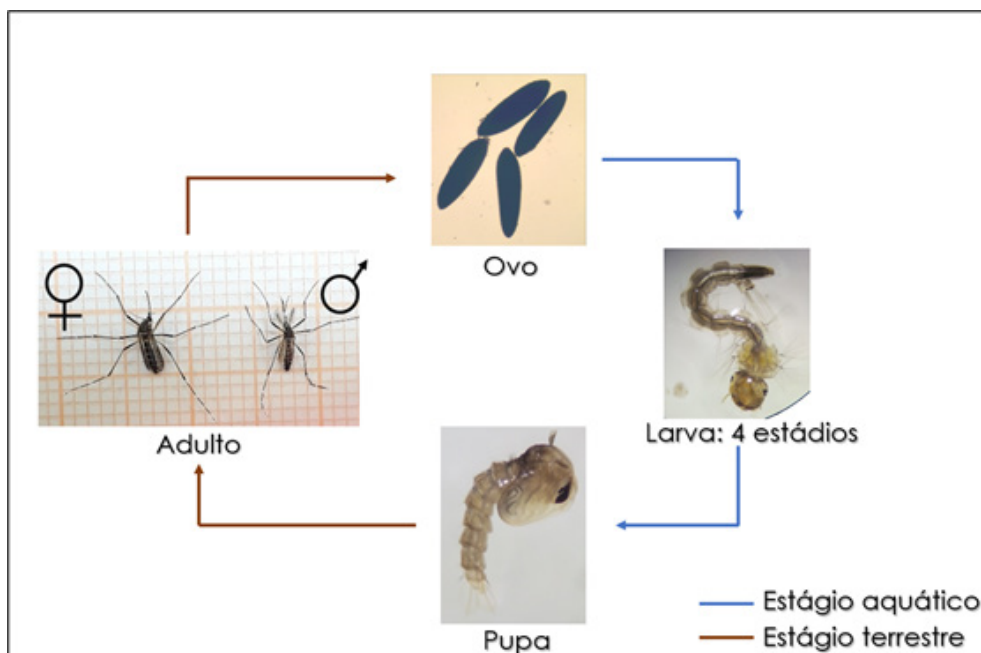 Ovo
Larva: 4 estádios
Adulto
Pupa
Estágio aquático
Estágio terrestre